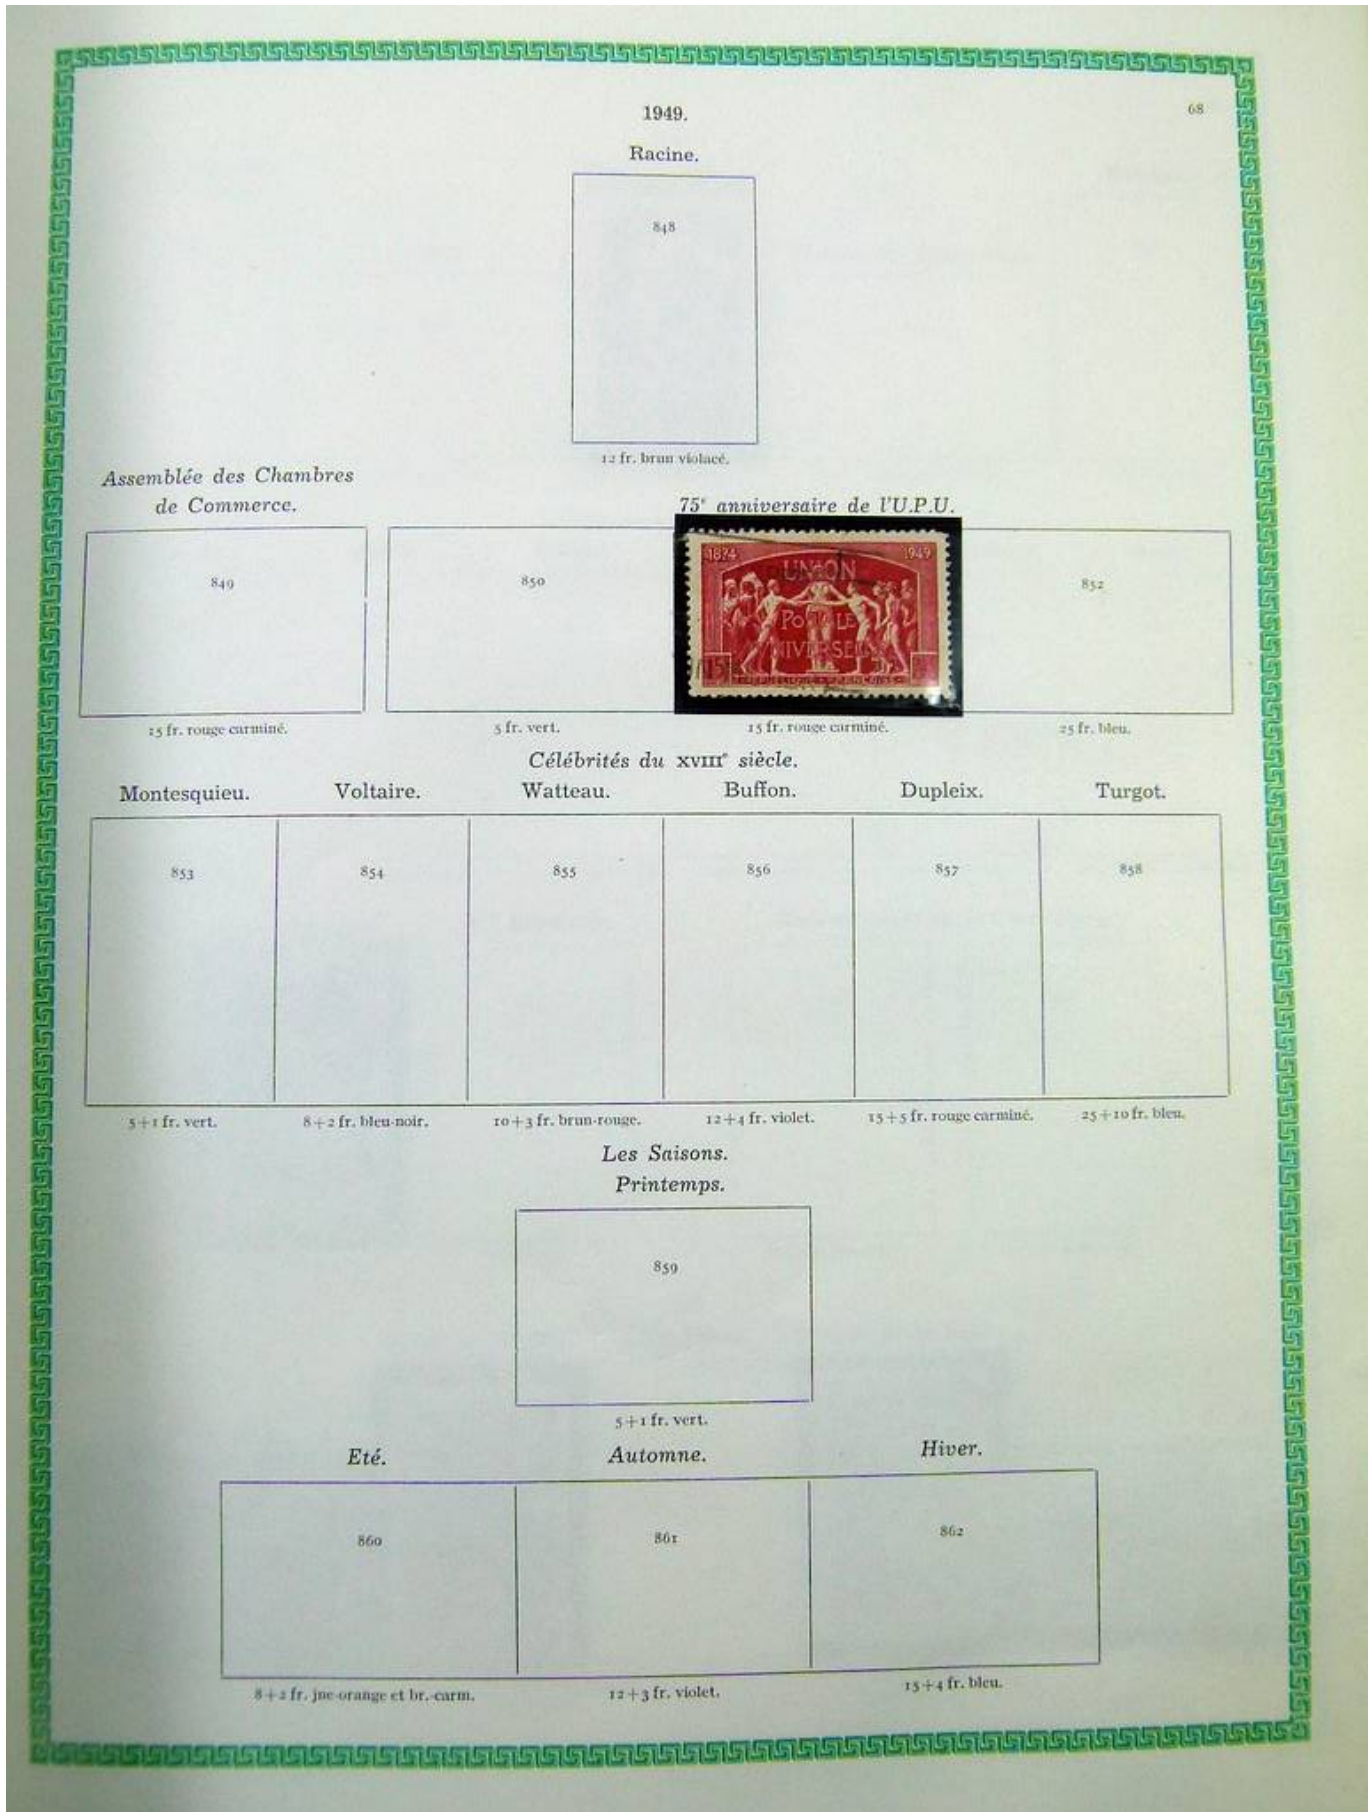 1949.
68
Racine.
848
12 fr. brun violacé.
Assemblée des Chambres
de Commerce.
75e anniversaire de l'U.P.U.
849
850
1874
1949
UNION
POSTALE
UNIVERSELLE
REPUBLIQUE FRANÇAISE
852
15 fr. rouge carminé.
5 fr. vert.
15 fr. rouge carminé.
25 fr. bleu.
Célébrités du XVIIIe siècle.
Montesquieu.
Voltaire.
Watteau.
Buffon.
Dupleix.
Turgot.
853
854
855
856
857
858
5+1 fr. vert.
8+2 fr. bleu-noir.
10+3 fr. brun-rouge.
12+4 fr. violet.
15+5 fr. rouge carminé.
25+10 fr. bleu.
Les Saisons.
Printemps.
859
5+1 fr. vert.
Eté.
Automne.
Hiver.
860
861
862
8+2 fr. jne-orange et br.-carm.
12+3 fr. violet.
15+4 fr. bleu.